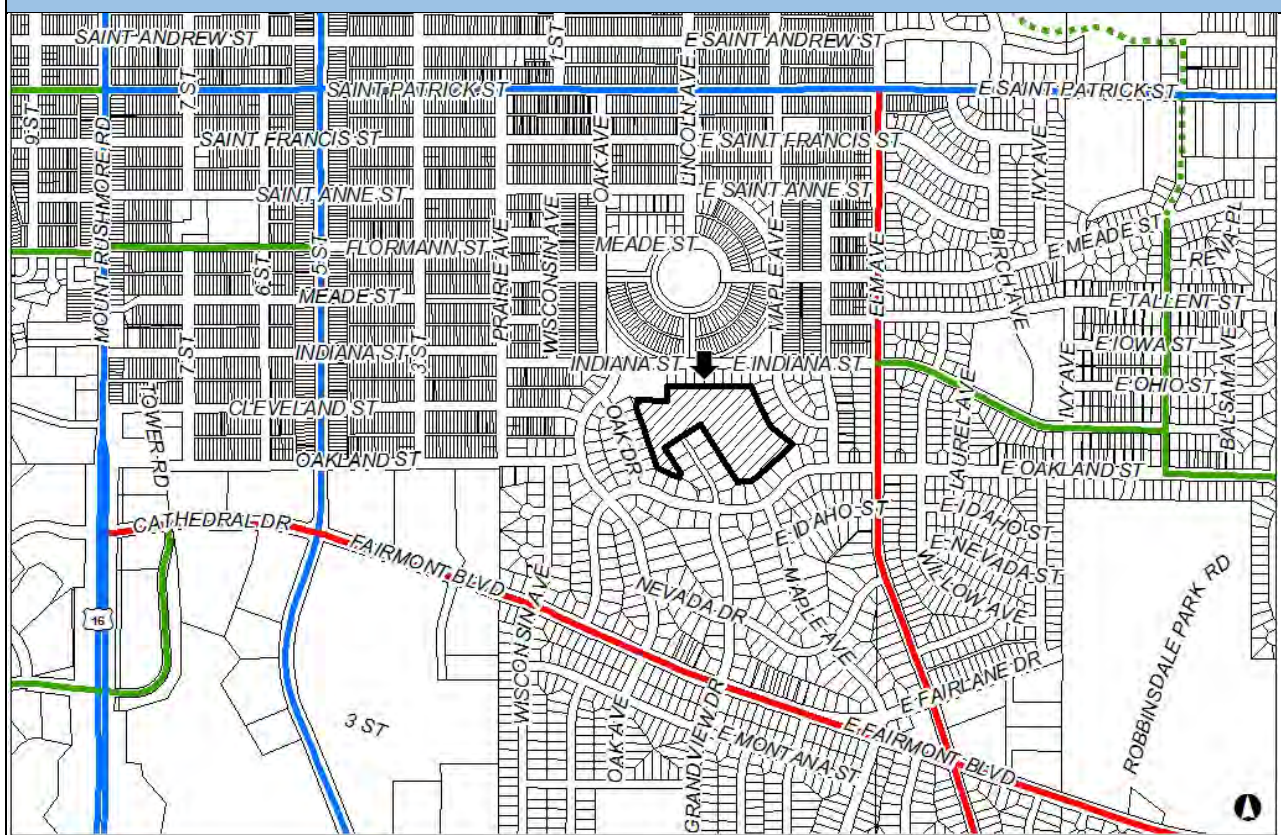 SAINT ANDREW ST
E SAINT ANDREW ST
1 ST
7 ST
9 ST
SAINT PATRICK ST
E SAINT PATRICK ST
MOUNT RUSHMORE RD
LINCOLN AVE
SAINT FRANCIS ST
E SAINT FRANCIS ST
OAK AVE
IVY AVE
SAINT ANNE ST
E SAINT ANNE ST
FLORMANN ST
MEADE ST
E MEADE ST
6 ST
5 ST
PRAIRIE AVE
WISCONSIN AVE
MAPLE AVE
ELM AVE
BIRCH AVE
RENA PL
MEADE ST
E TALLENT ST
INDIANA ST
3 ST
7 ST
INDIANA ST
E INDIANA ST
E IOWA ST
TOWER RD
CLEVELAND ST
OAK DR
E LAUREL AVE
IVY AVE
E OHIO ST
BALSAM AVE
OAKLAND ST
E OAKLAND ST
CATHEDRAL DR
FAIRMONT BLVD
E IDAHO ST
E IDAHO ST
E NEVADA ST
WILLOW AVE
WISCONSIN AVE
NEVADA DR
MAPLE AVE
16
3 ST
OAK AVE
GRANDVIEW DR
E MONTANA ST
E FAIRLANE DR
E FAIRMONT BLVD
ROBBINSDALE PARK RD